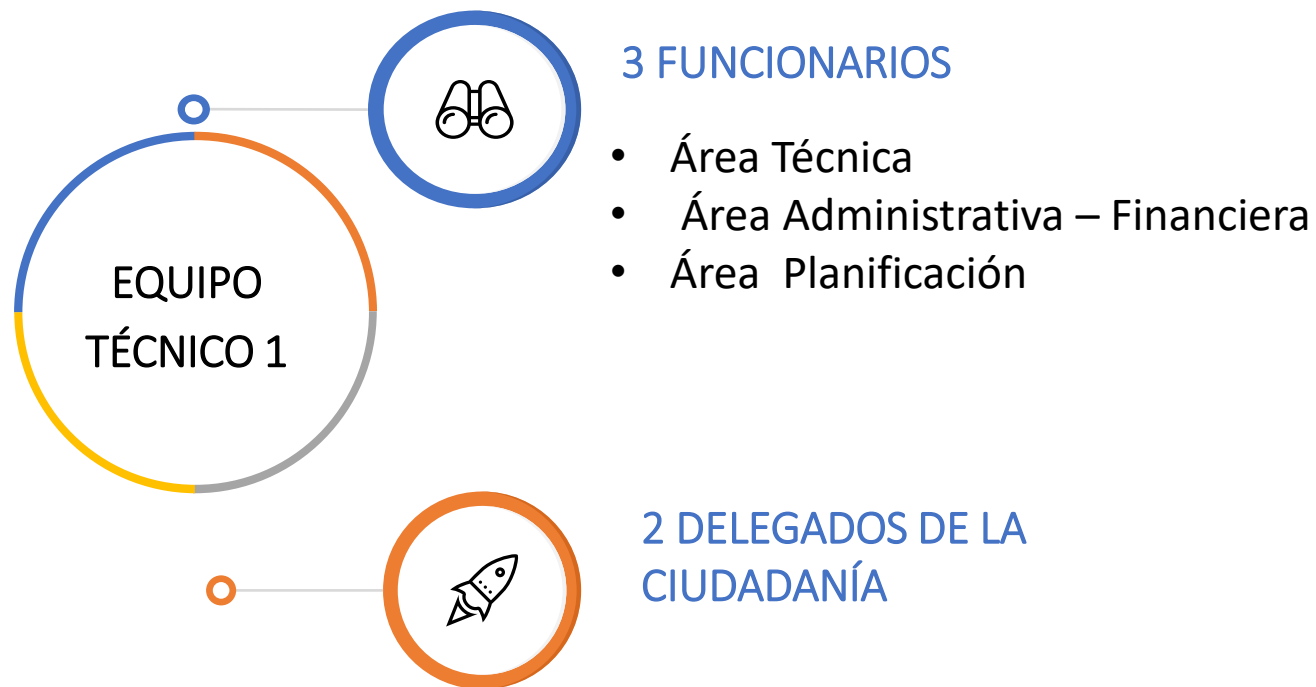 EQUIPO
TÉCNICO 1
3 FUNCIONARIOS
• Área Técnica
• Área Administrativa – Financiera
• Área Planificación
2 DELEGADOS DE LA
CIUDADANÍA